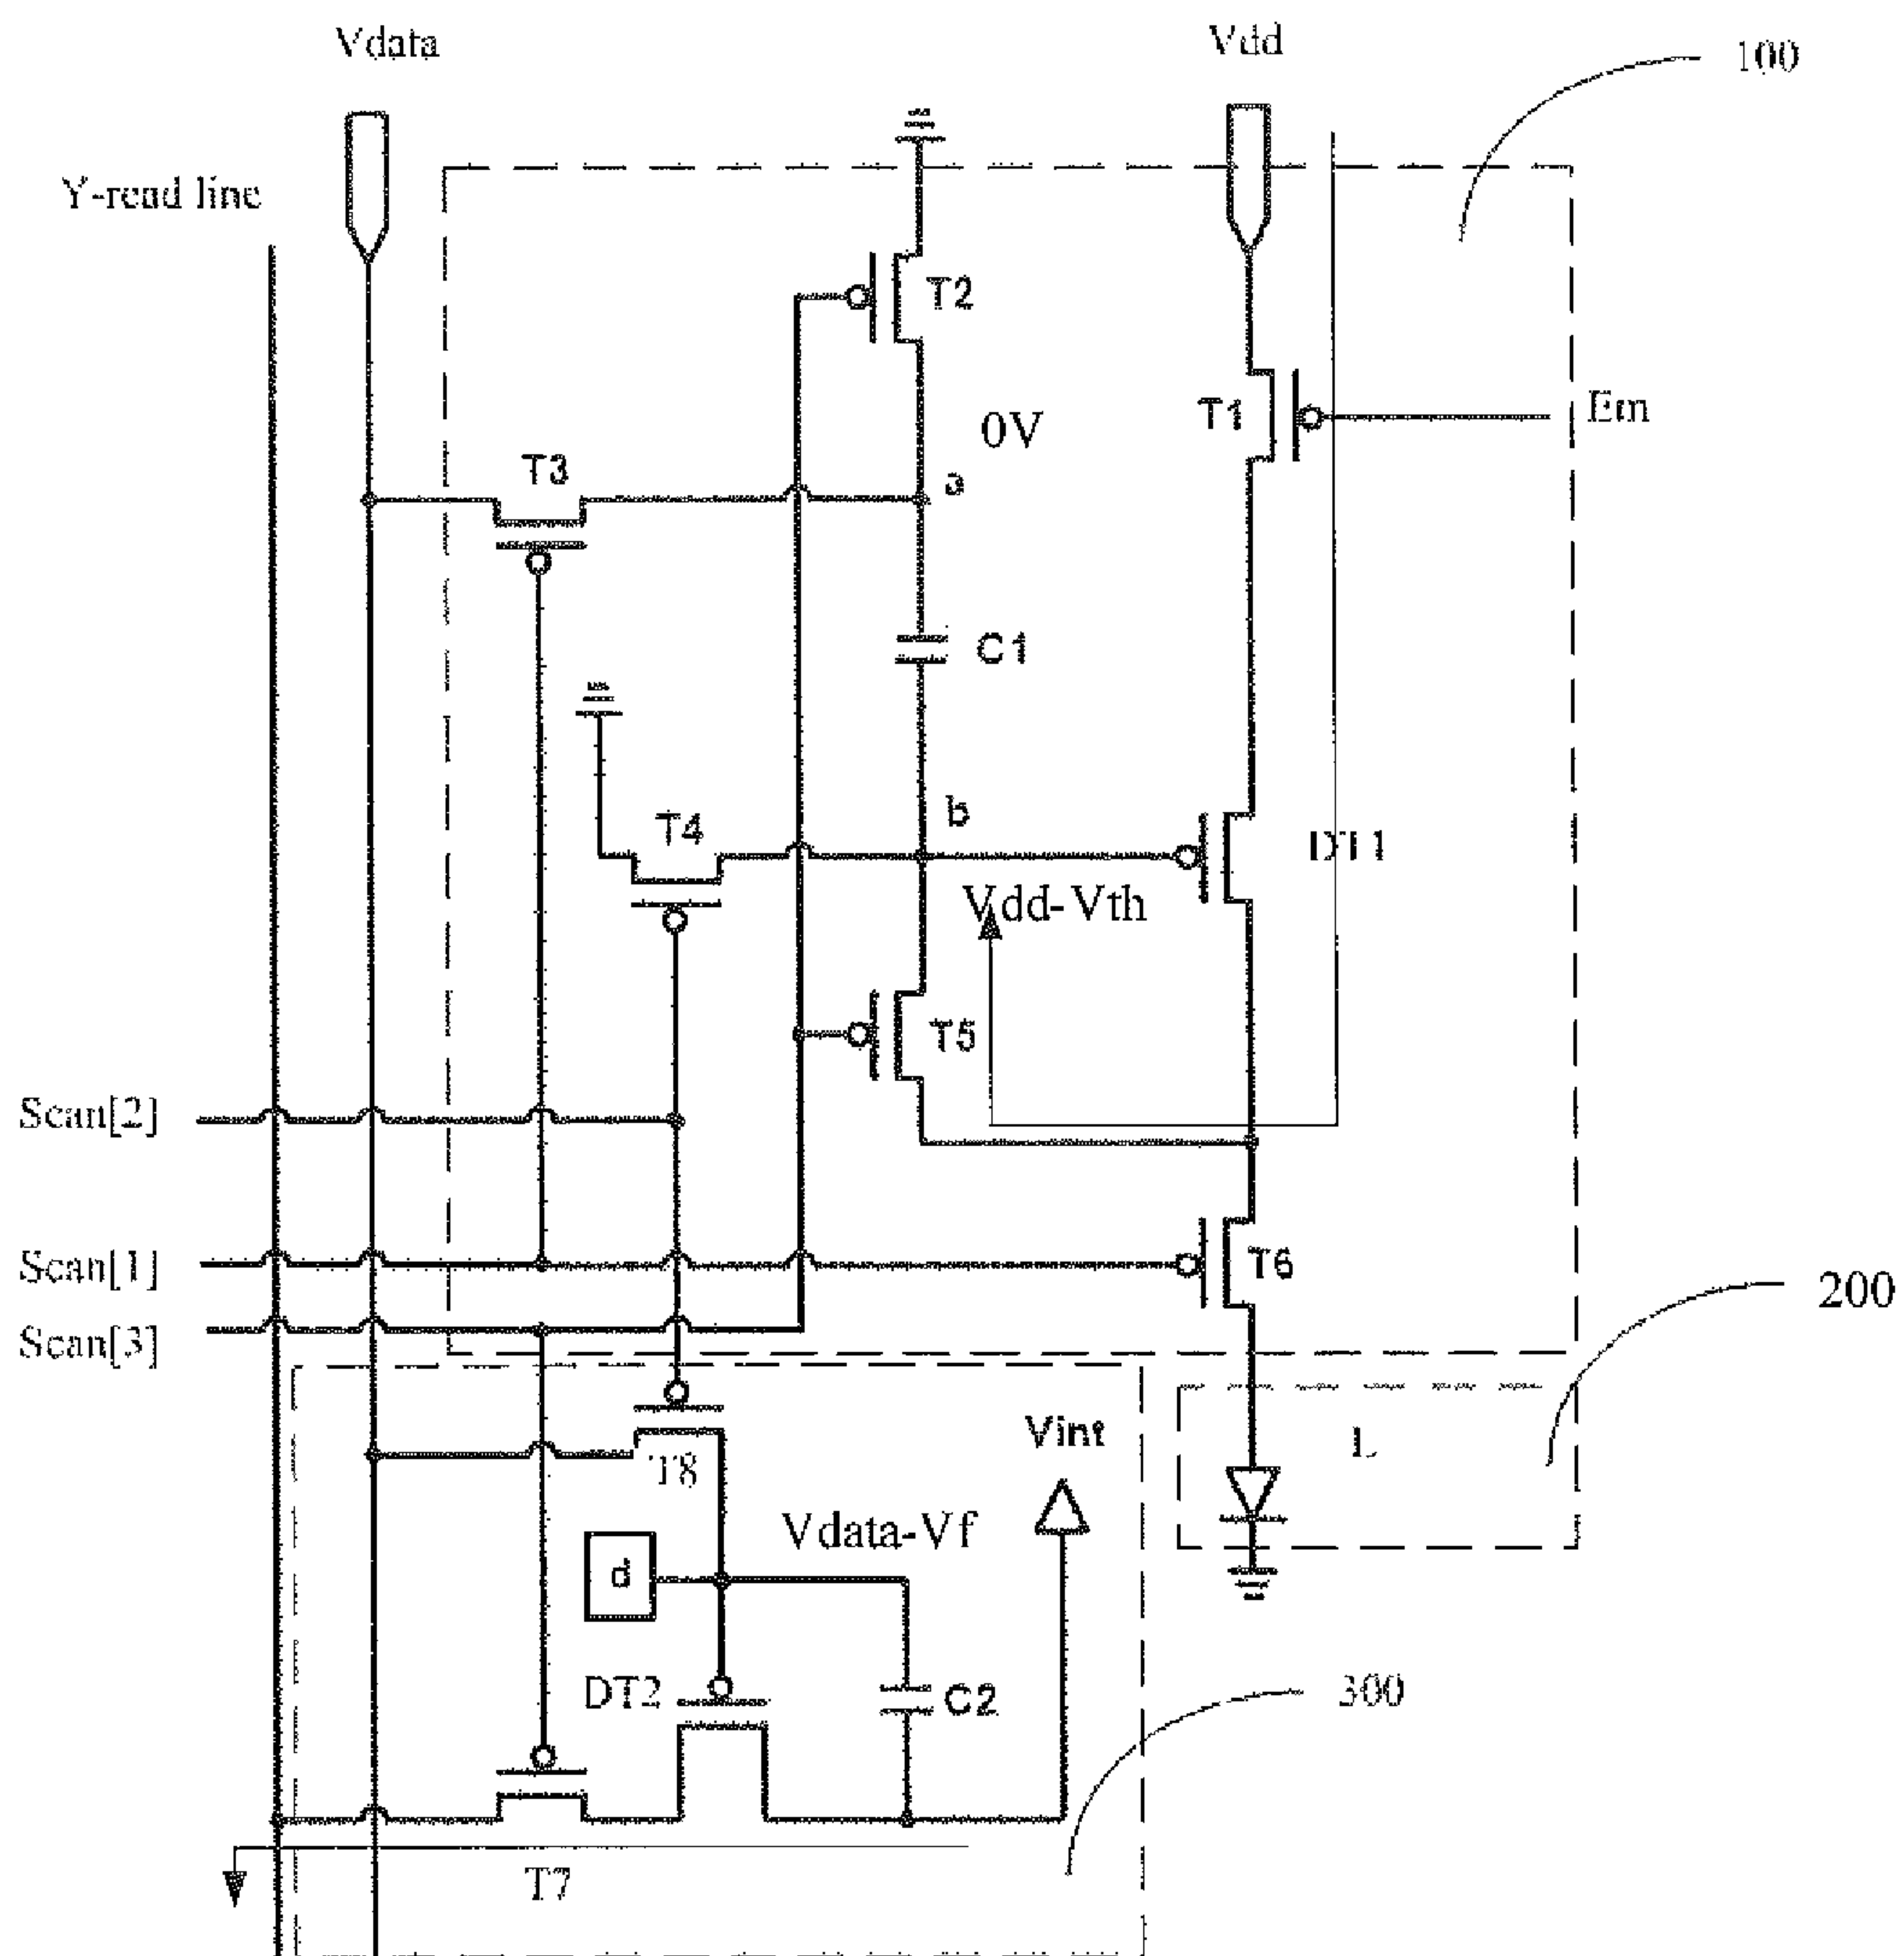 Vdata
Vdd
100
Y-read line
T2
T1
Em
0V
T3
a
C1
b
T4
DT1
Vdd-Vth
T5
Scan[2]
Scan[1]
T6
200
Scan[3]
Vint
L
T8
Vdata-Vf
d
DT2
C2
300
T7